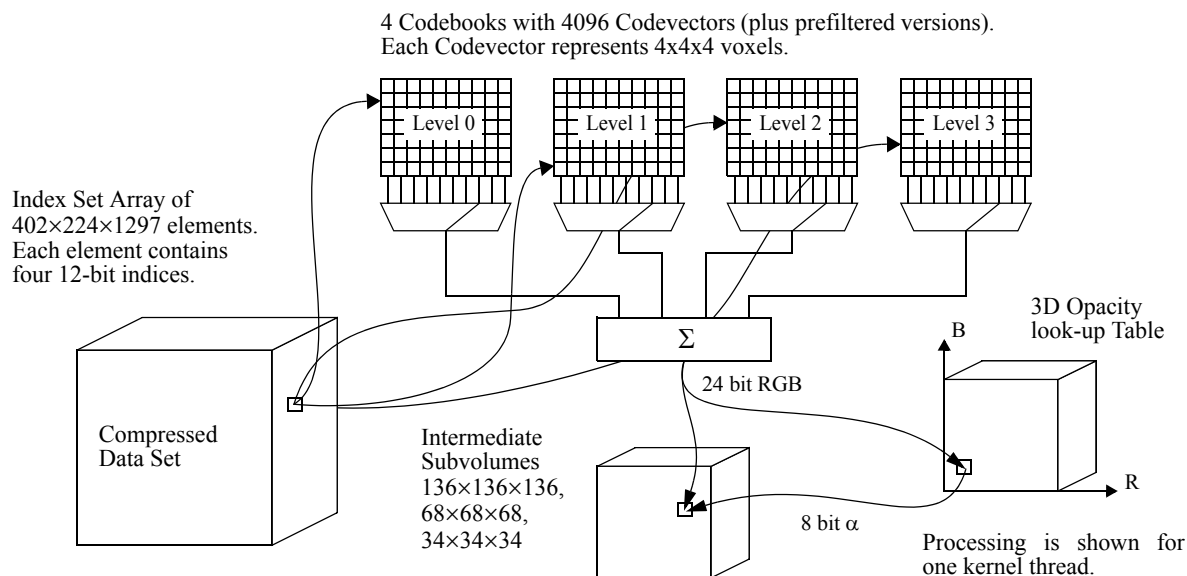 4 Codebooks with 4096 Codevectors (plus prefiltered versions).
Each Codevector represents 4x4x4 voxels.
Level 0
Level 1
Level 2
Level 3
Index Set Array of
402×224×1297 elements.
Each element contains
four 12-bit indices.
3D Opacity
look-up Table
B
Σ
24 bit RGB
Compressed
Data Set
Intermediate
Subvolumes
136×136×136,
68×68×68,
34×34×34
R
8 bit α
Processing is shown for
one kernel thread.